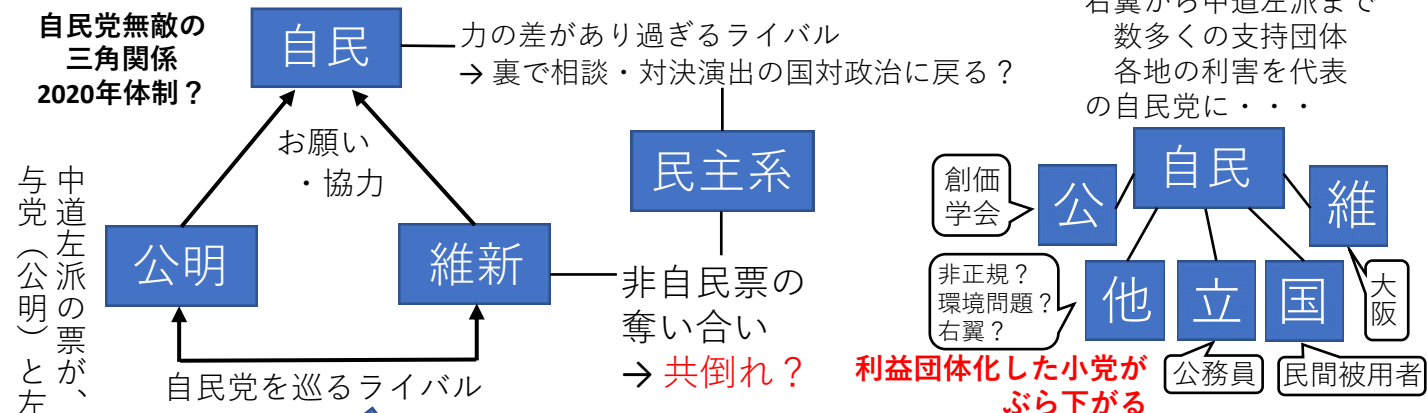 自民党無敵の
三角関係
2020年体制？
自民
力の差があり過ぎるライバル
→ 裏で相談・対決演出の国対政治に戻る？
お願い
・協力
民主系
公明
維新
非自民票の
奪い合い
→ 共倒れ？
自民党を巡るライバル
中道左派の票が、
与党（公明）と左
右翼から中道左派まで
数多くの支持団体
各地の利害を代表
の自民党に・・・
自民
創価
学会
公
維
非正規？
環境問題？
右翼？
他
立
国
大阪
公務員
民間被用者
利益団体化した小党が
ぶら下がる